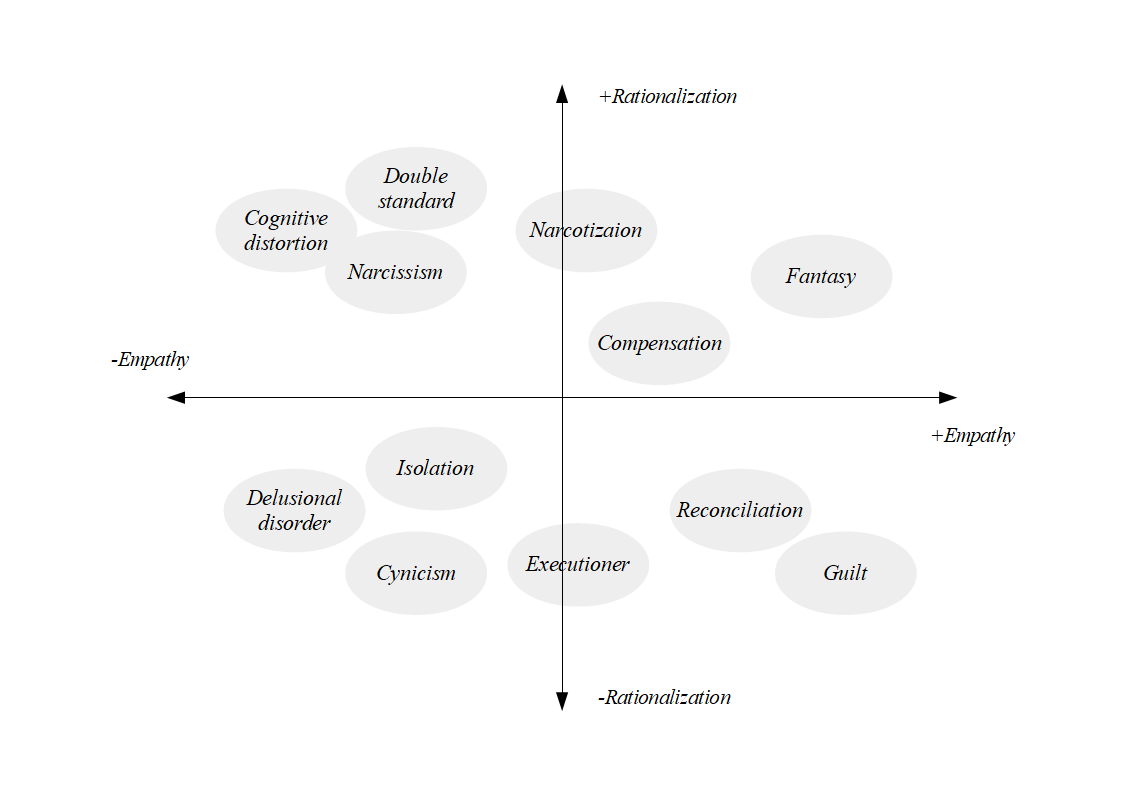 +Rationalization
Double
standard
Cognitive
distortion
Narcotizaion
Narcissism
Fantasy
Compensation
-Empathy
+Empathy
Isolation
Delusional
disorder
Reconciliation
Executioner
Cynicism
Guilt
-Rationalization